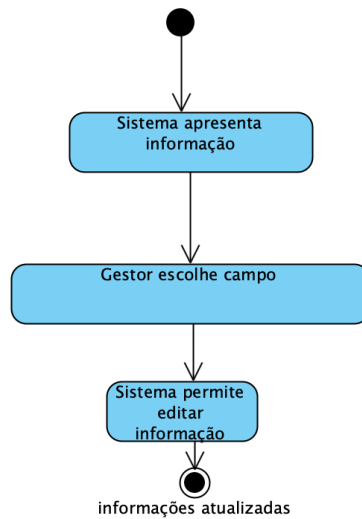 Sistema apresenta
informação
Gestor escolhe campo
Sistema permite
editar
informação
informações atualizadas